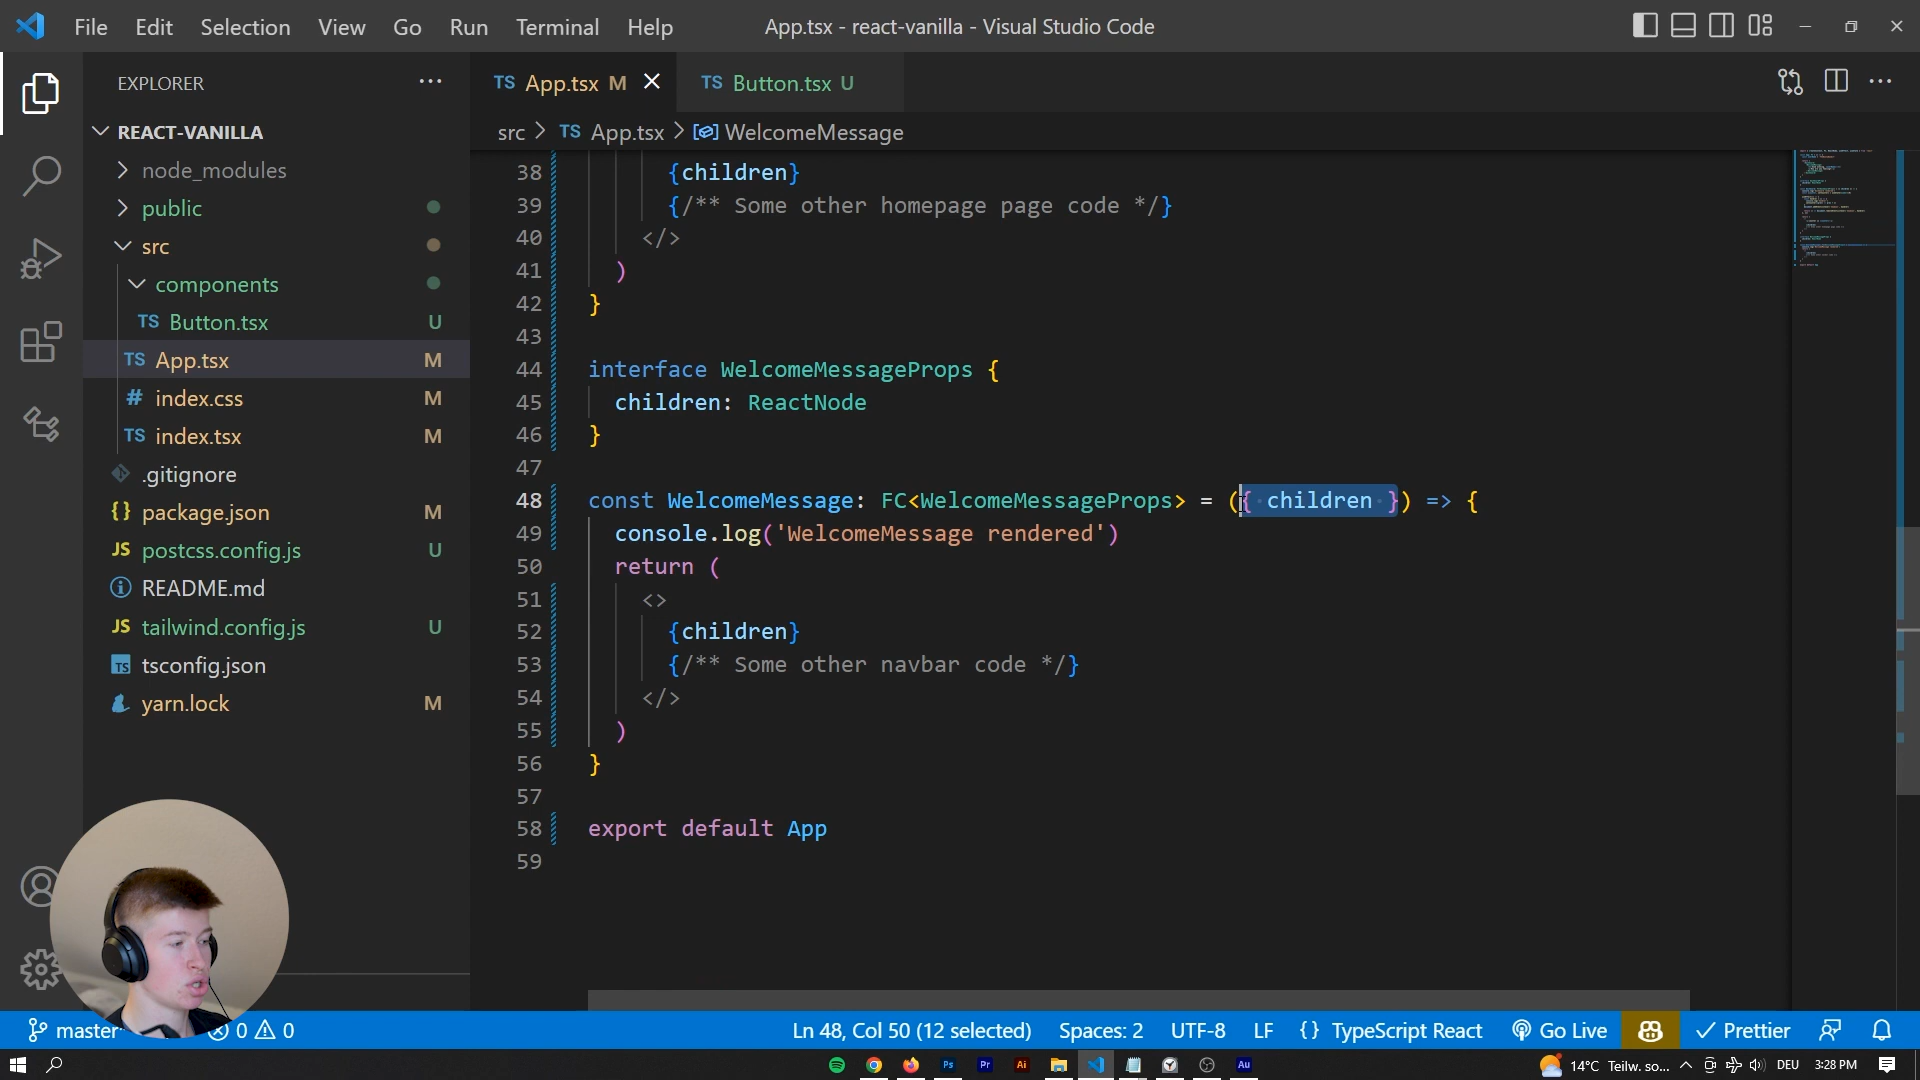 File Edit Selection View Go Run Terminal Help
App.tsx - react-vanilla - Visual Studio Code
EXPLORER
TS App.tsx M
TS Button.tsx U
src > TS App.tsx > WelcomeMessage
REACT-VANILLA
node_modules
public
src
components
TS Button.tsx U
TS App.tsx M
# index.css M
TS index.tsx M
.gitignore
{} package.json M
JS postcss.config.js U
README.md
JS tailwind.config.js U
TS tsconfig.json
yarn.lock M
38 {children}
39 {/** Some other homepage page code */}
40 </>
41 )
42 }
43
44 interface WelcomeMessageProps {
45 children: ReactNode
46 }
47
48 const WelcomeMessage: FC<WelcomeMessageProps> = ({ children }) => {
49 console.log('WelcomeMessage rendered')
50 return (
51 <>
52 {children}
53 {/** Some other navbar code */}
54 </>
55 )
56 }
57
58 export default App
59
master* 0 0
Ln 48, Col 50 (12 selected) Spaces: 2 UTF-8 LF {} TypeScript React Go Live Prettier
Ps Pr Ai Au
14°C Teilw. so... DEU 3:28 PM